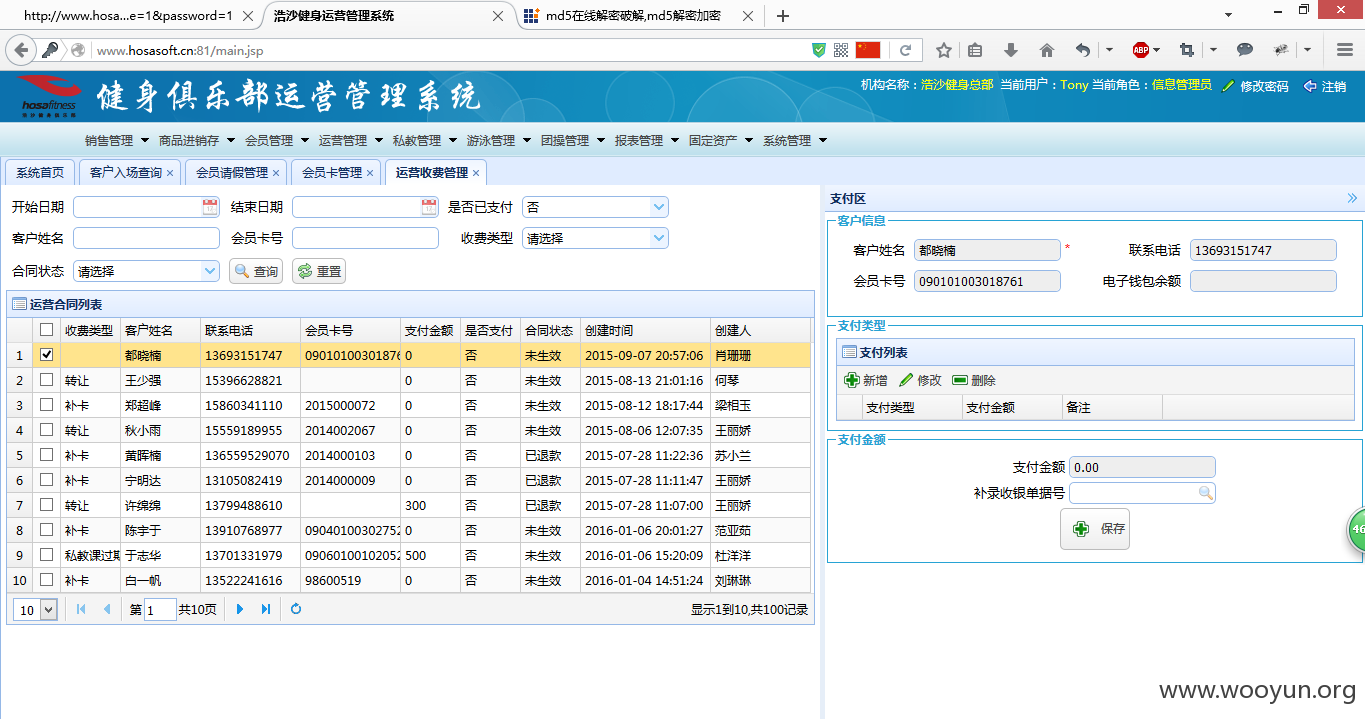 http://www.hosa...e=1&password=1
浩沙健身运营管理系统
md5在线解密破解,md5解密加密
www.hosasoft.cn:81/main.jsp
ABP
hosafitness
浩沙健身俱乐部
健身俱乐部运营管理系统
机构名称：浩沙健身总部 当前用户：Tony 当前角色：信息管理员 修改密码 注销
销售管理 商品进销存 会员管理 运营管理 私教管理 游泳管理 团操管理 报表管理 固定资产 系统管理
系统首页 客户入场查询 会员请假管理 会员卡管理 运营收费管理
开始日期 结束日期 是否已支付 否
客户姓名 会员卡号 收费类型 请选择
合同状态 请选择 查询 重置
运营合同列表
收费类型 客户姓名 联系电话 会员卡号 支付金额 是否支付 合同状态 创建时间 创建人
1 都晓楠 13693151747 09010100301876 0 否 未生效 2015-09-07 20:57:06 肖珊珊
2 转让 王少强 15396628821 0 否 未生效 2015-08-13 21:01:16 何琴
3 补卡 郑超峰 15860341110 2015000072 0 否 未生效 2015-08-12 18:17:44 梁相玉
4 转让 秋小雨 15559189955 2014002067 0 否 未生效 2015-08-06 12:07:35 王丽娇
5 补卡 黄晖楠 136559529070 2014000103 0 否 已退款 2015-07-28 11:22:36 苏小兰
6 补卡 宁明达 13105082419 2014000009 0 否 已退款 2015-07-28 11:11:47 王丽娇
7 转让 许绵绵 13799488610 300 否 已退款 2015-07-28 11:07:00 王丽娇
8 补卡 陈宇于 13910768977 09040100302752 0 否 未生效 2016-01-06 20:01:27 范亚茹
9 私教课过期 于志华 13701331979 09060100102052 500 否 未生效 2016-01-06 15:20:09 杜洋洋
10 补卡 白一帆 13522241616 98600519 0 否 未生效 2016-01-04 14:51:24 刘琳琳
10 第 1 共10页 显示1到10,共100记录
支付区
客户信息
客户姓名 都晓楠 * 联系电话 13693151747
会员卡号 090101003018761 电子钱包余额
支付类型
支付列表
新增 修改 删除
支付类型 支付金额 备注
支付金额
支付金额 0.00
补录收银单据号
保存
46
www.wooyun.org